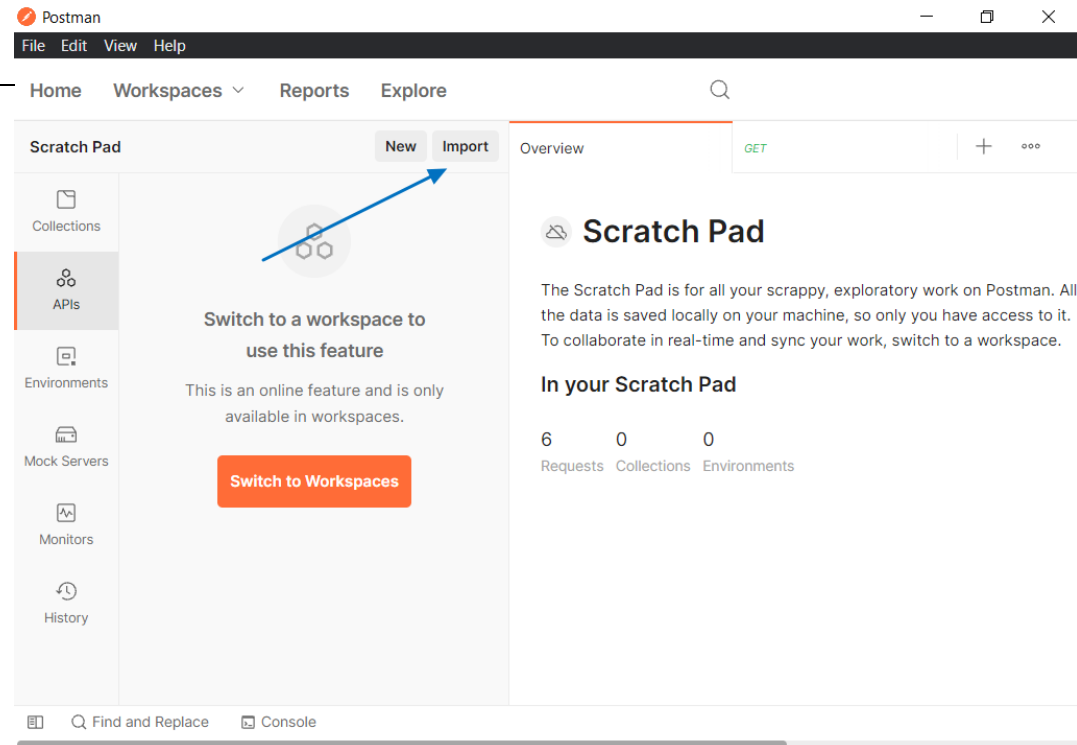 Postman
File Edit View Help
Home Workspaces Reports Explore
Scratch Pad New Import
Overview GET
Collections
APIs
Environments
Mock Servers
Monitors
History
Switch to a workspace to
use this feature
This is an online feature and is only
available in workspaces.
Switch to Workspaces
Scratch Pad
The Scratch Pad is for all your scrappy, exploratory work on Postman. All
the data is saved locally on your machine, so only you have access to it.
To collaborate in real-time and sync your work, switch to a workspace.
In your Scratch Pad
6 0 0
Requests Collections Environments
Find and Replace Console